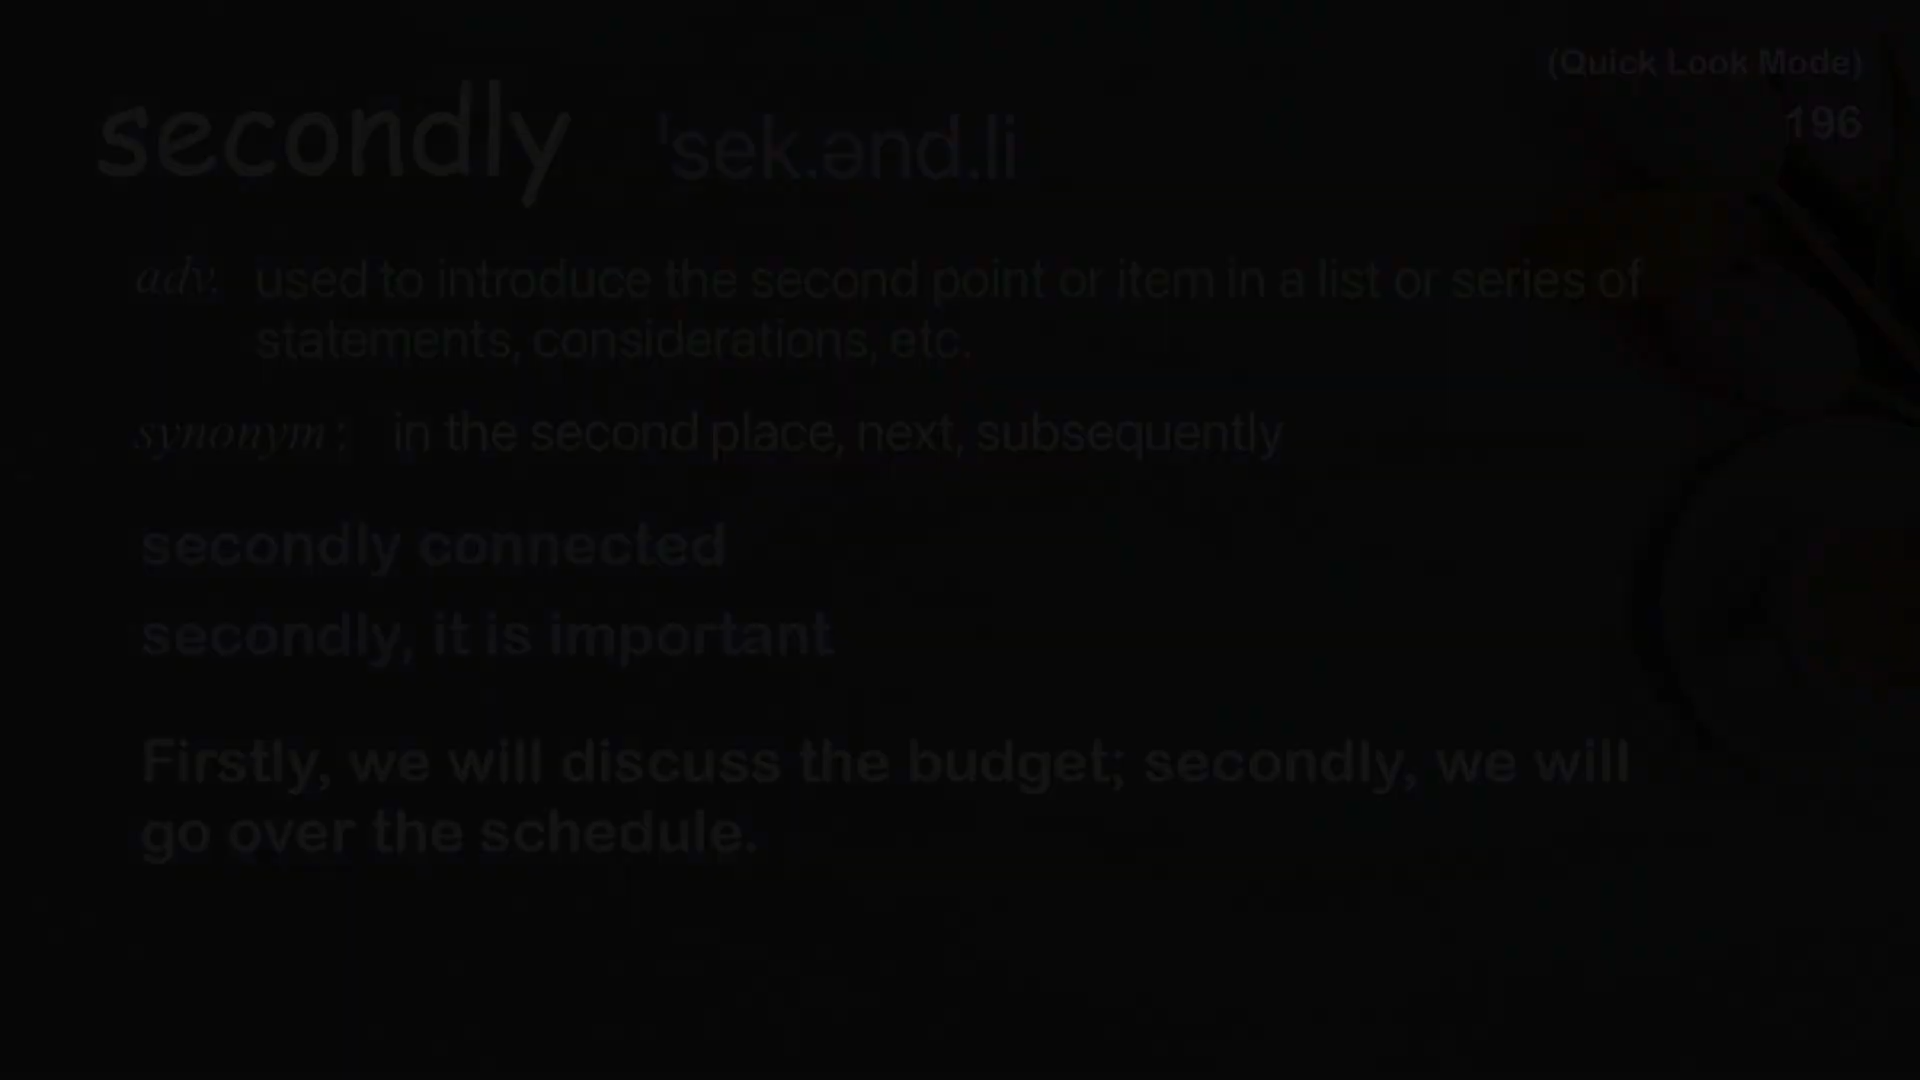 (Quick Look Mode)
196
secondly ˈsek.ənd.li
adv. used to introduce the second point or item in a list or series of
statements, considerations, etc.
synonym : in the second place, next, subsequently
secondly connected
secondly, it is important
Firstly, we will discuss the budget; secondly, we will
go over the schedule.